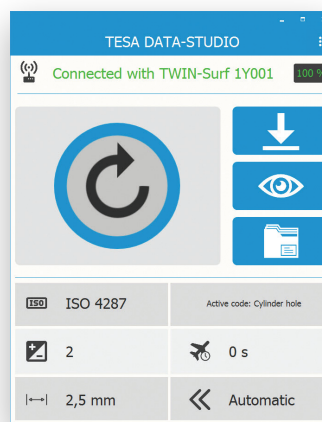 TESA DATA-STUDIO
Connected with TWIN-Surf 1Y001 100 %
ISO ISO 4287 Active code: Cylinder hole
2 0 s
2,5 mm Automatic